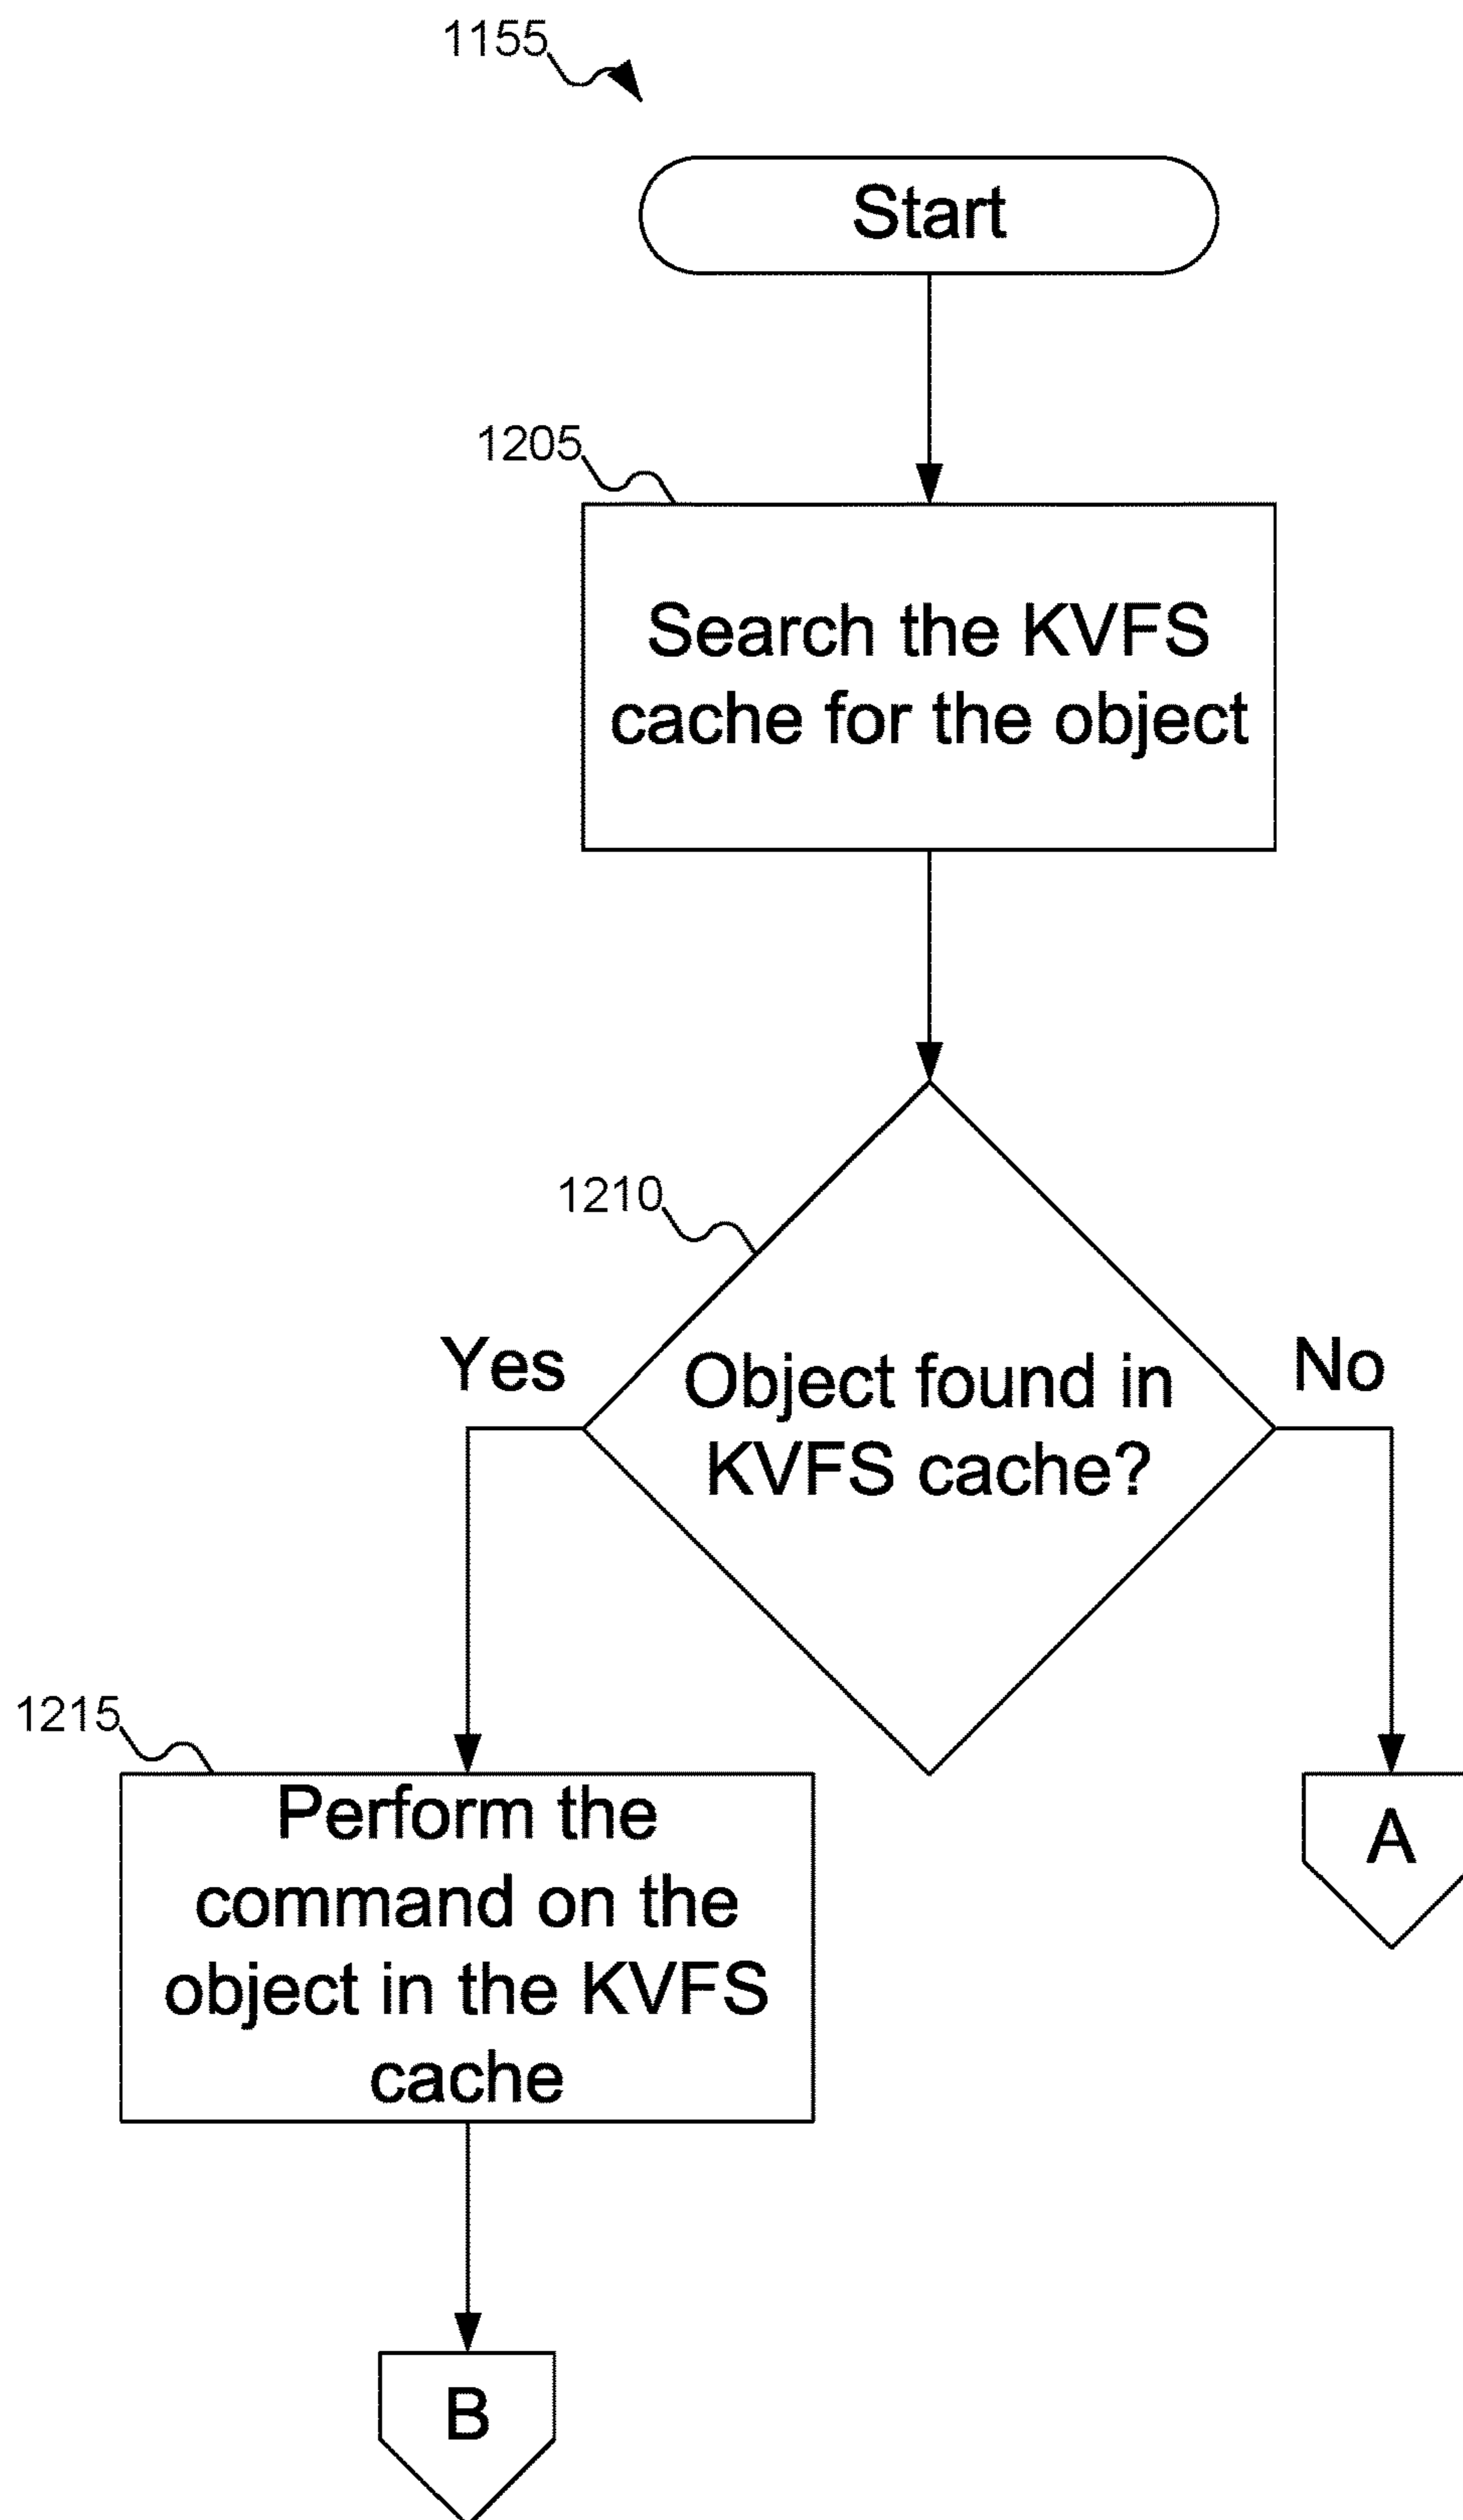 1155
Start
1205
Search the KVFS
cache for the object
1210
Yes
Object found in
KVFS cache?
No
1215
Perform the
command on the
object in the KVFS
cache
A
B